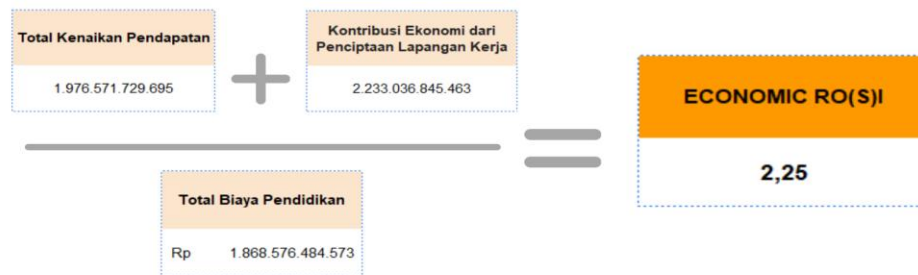 Total Kenaikan Pendapatan
1.976.571.729.695
Kontribusi Ekonomi dari
Penciptaan Lapangan Kerja
2.233.036.845.463
Total Biaya Pendidikan
Rp 1.868.576.484.573
ECONOMIC RO(S)I
2,25